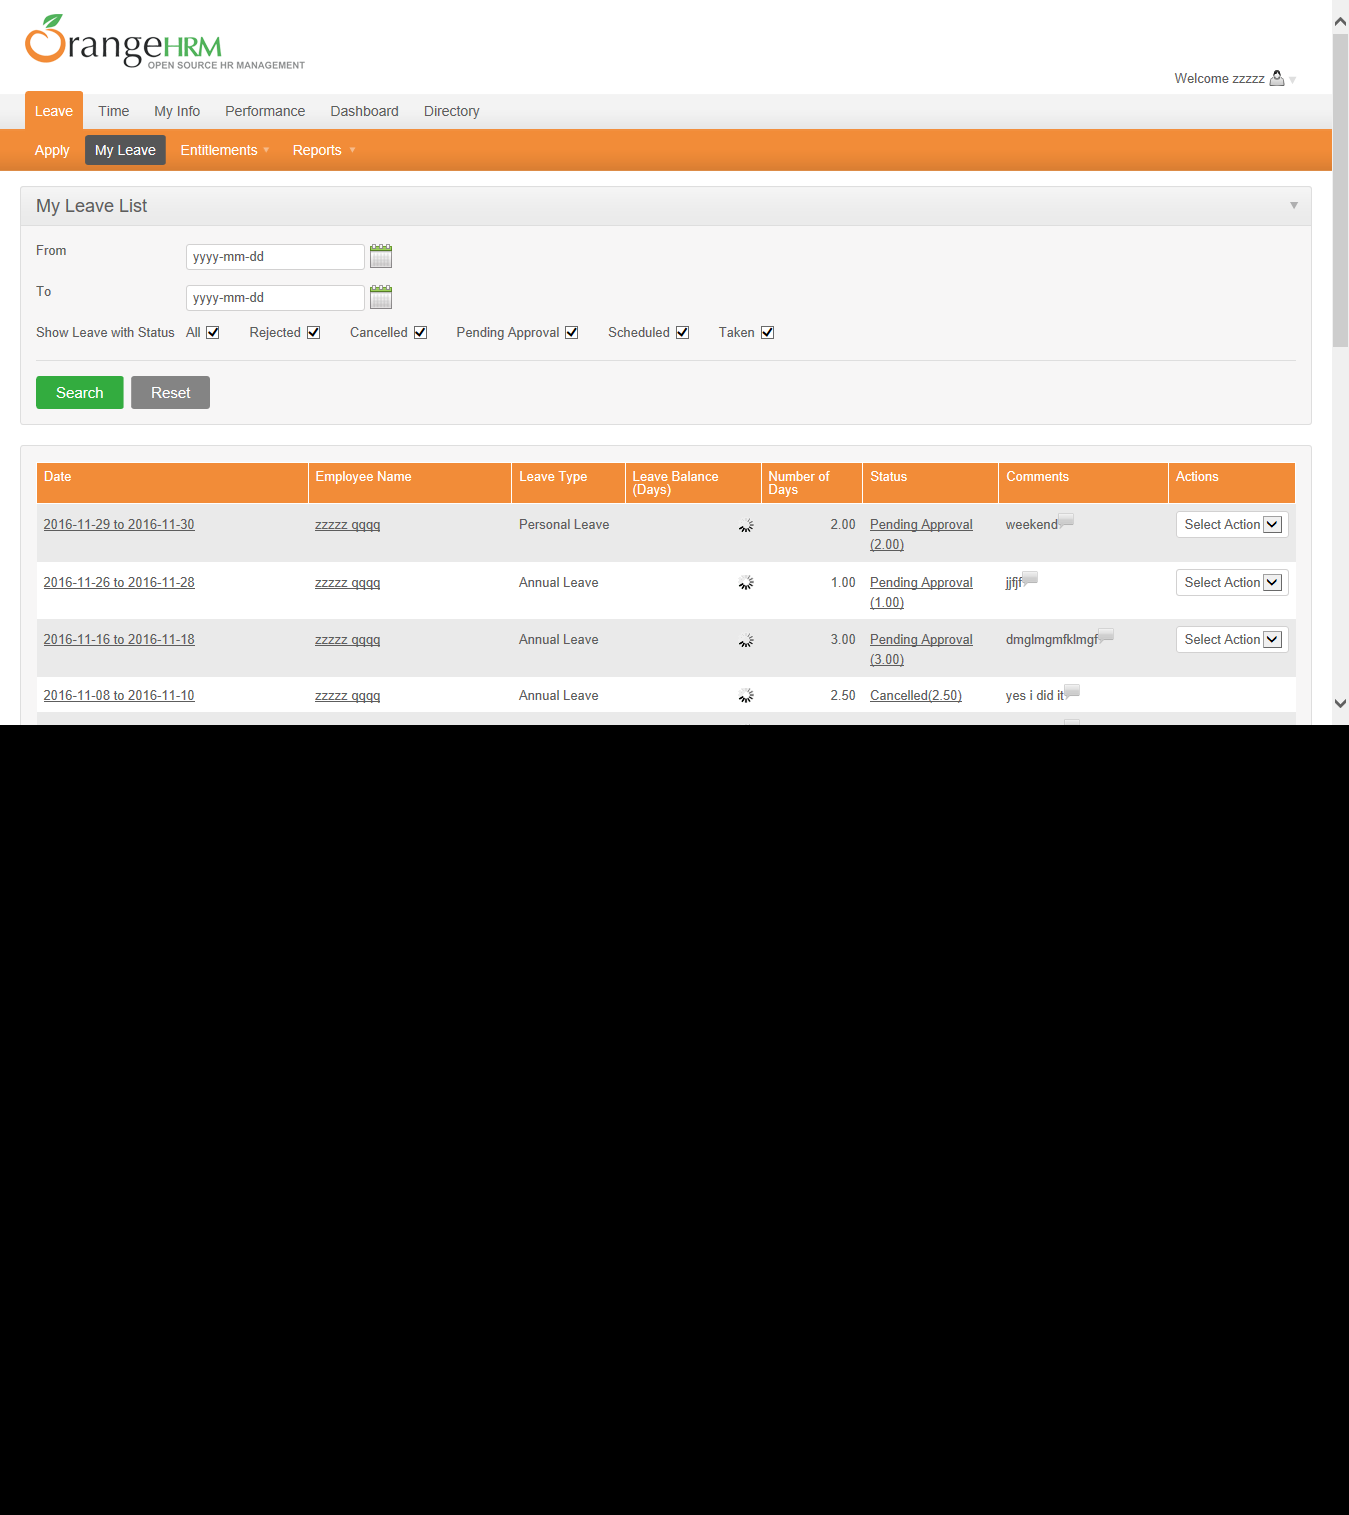 OrangeHRM
OPEN SOURCE HR MANAGEMENT
Welcome zzzzz
Leave Time My Info Performance Dashboard Directory
Apply My Leave Entitlements Reports
My Leave List
From yyyy-mm-dd
To yyyy-mm-dd
Show Leave with Status All Rejected Cancelled Pending Approval Scheduled Taken
Search Reset
Date Employee Name Leave Type Leave Balance (Days) Number of Days Status Comments Actions
2016-11-29 to 2016-11-30 zzzzz qqqq Personal Leave 2.00 Pending Approval (2.00) weekend Select Action
2016-11-26 to 2016-11-28 zzzzz qqqq Annual Leave 1.00 Pending Approval (1.00) jjfjf Select Action
2016-11-16 to 2016-11-18 zzzzz qqqq Annual Leave 3.00 Pending Approval (3.00) dmglmgmfklmgf Select Action
2016-11-08 to 2016-11-10 zzzzz qqqq Annual Leave 2.50 Cancelled(2.50) yes i did it